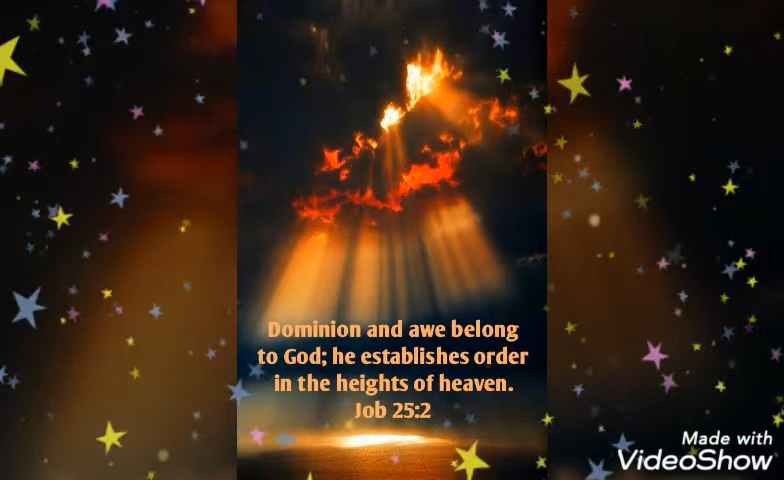 Dominion and awe belong
to God; he establishes order
in the heights of heaven.
Job 25:2
Made with
VideoShow